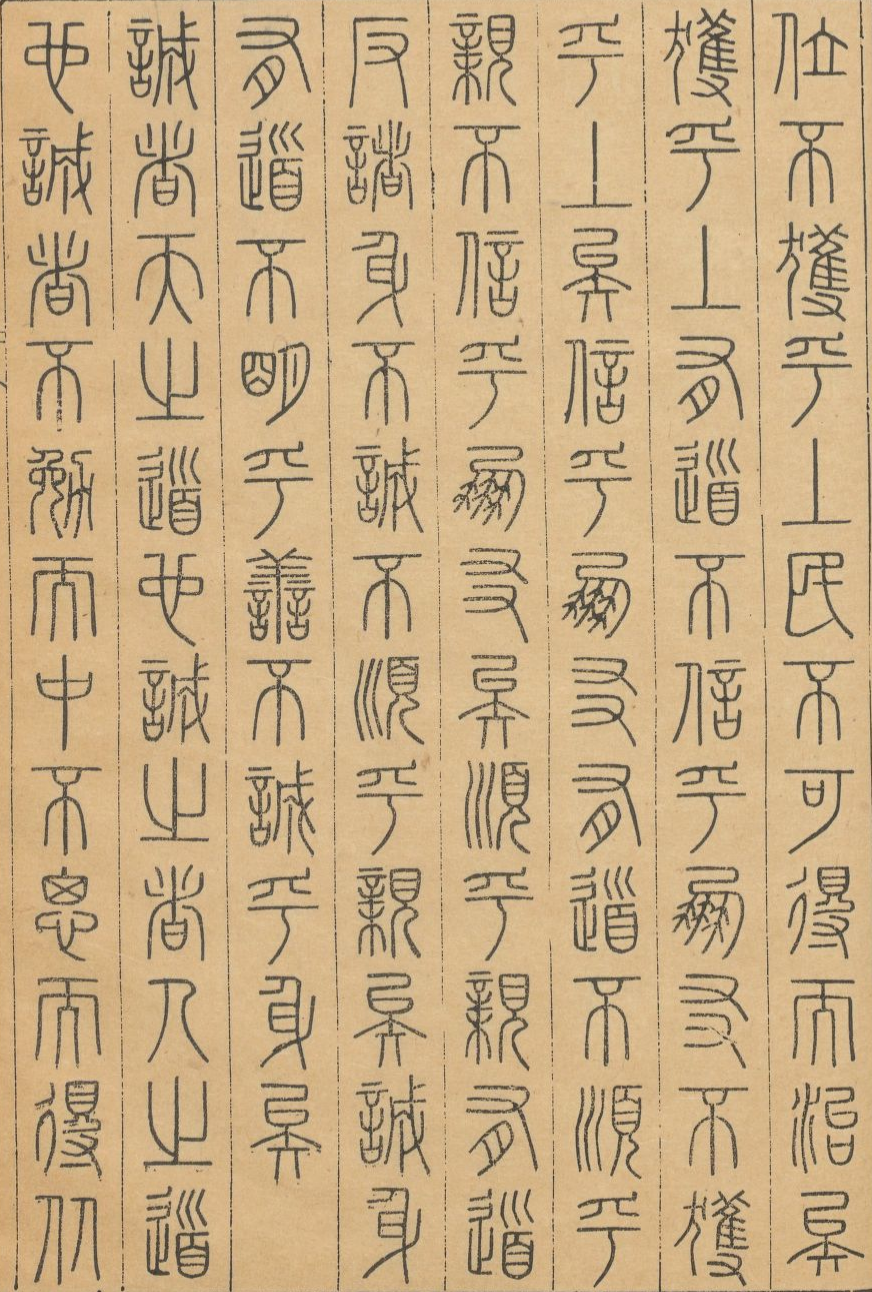 位不獲乎上民不可得而治矣
獲乎上有道不信乎朋友不獲
乎上矣信乎朋友有道不順乎
親不信乎朋友矣順乎親有道
反諸身不誠不順乎親矣誠身
有道不明乎善不誠乎身矣
誠者天之道也誠之者人之道
也誠者不勉而中不思而得从